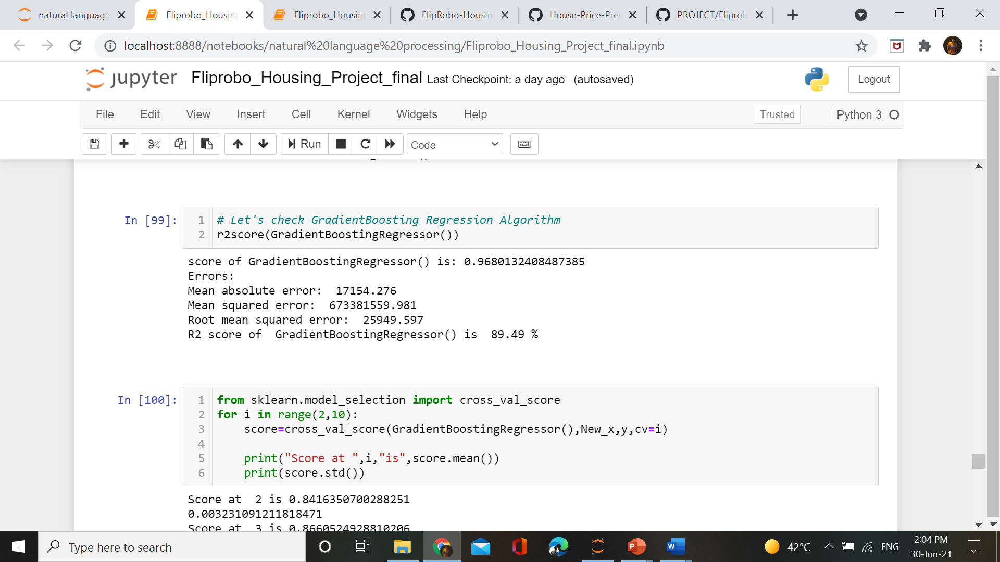 natural language
Fliprobo_Housing
Fliprobo_Housing
FlipRobo-Housin
House-Price-Pred
PROJECT/Fliprob
localhost:8888/notebooks/natural%20language%20processing/Fliprobo_Housing_Project_final.ipynb
jupyter Fliprobo_Housing_Project_final Last Checkpoint: a day ago (autosaved)
Logout
File Edit View Insert Cell Kernel Widgets Help
Trusted
Python 3
Run
Code
In [99]:
1 # Let's check GradientBoosting Regression Algorithm
2 r2score(GradientBoostingRegressor())
score of GradientBoostingRegressor() is: 0.9680132408487385
Errors:
Mean absolute error:  17154.276
Mean squared error:  673381559.981
Root mean squared error:  25949.597
R2 score of  GradientBoostingRegressor() is  89.49 %
In [100]:
1 from sklearn.model_selection import cross_val_score
2 for i in range(2,10):
3     score=cross_val_score(GradientBoostingRegressor(),New_x,y,cv=i)
4
5     print("Score at ",i,"is",score.mean())
6     print(score.std())
Score at  2 is 0.8416350700288251
0.003231091211818471
Score at  3 is 0.8660524928810206
Type here to search
42°C
ENG
2:04 PM
30-Jun-21